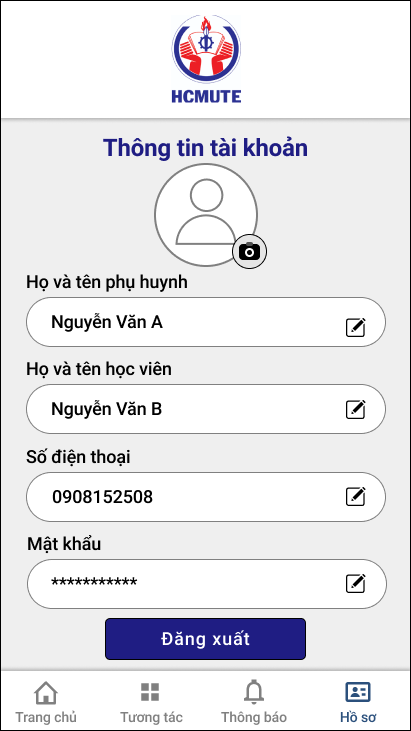 HCMUTE
Thông tin tài khoản
Họ và tên phụ huynh
Nguyễn Văn A
Họ và tên học viên
Nguyễn Văn B
Số điện thoại
0908152508
Mật khẩu
***********
Đăng xuất
Trang chủ
Tương tác
Thông báo
Hồ sơ